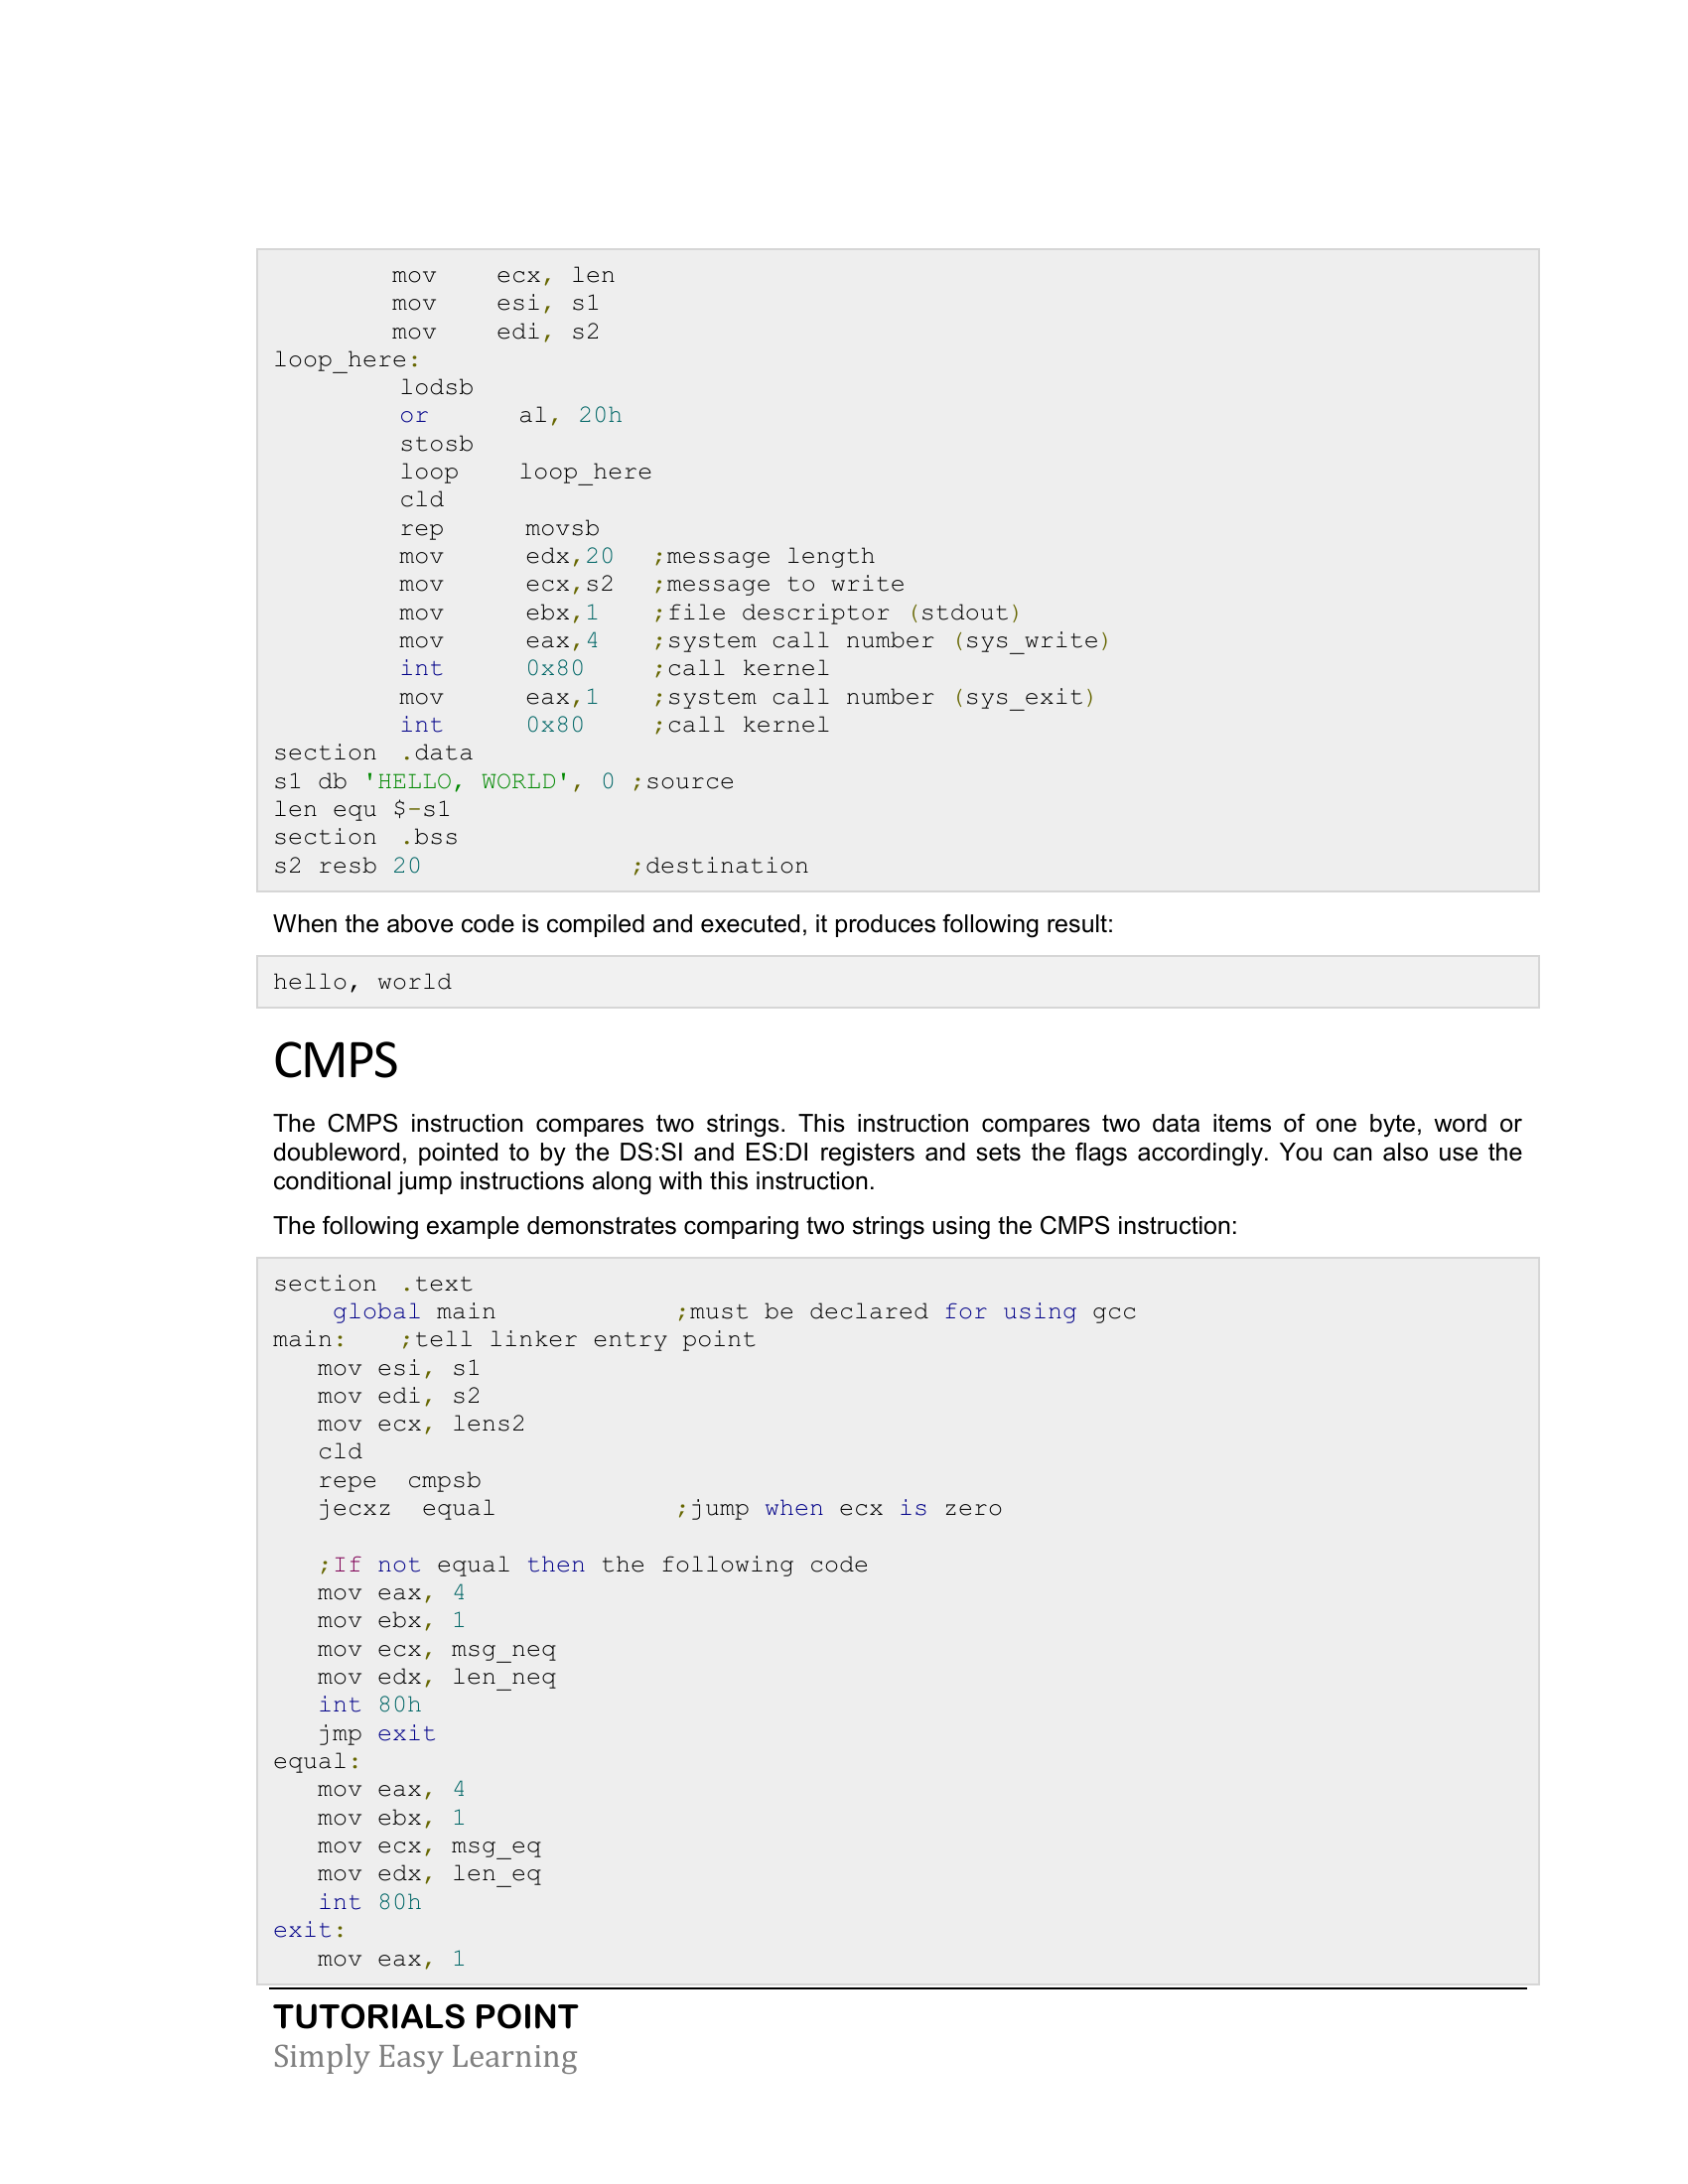 mov    ecx, len
mov    esi, s1
mov    edi, s2
loop_here:
lodsb
or      al, 20h
stosb
loop    loop_here
cld
rep     movsb
mov     edx,20  ;message length
mov     ecx,s2  ;message to write
mov     ebx,1   ;file descriptor (stdout)
mov     eax,4   ;system call number (sys_write)
int     0x80    ;call kernel
mov     eax,1   ;system call number (sys_exit)
int     0x80    ;call kernel
section .data
s1 db 'HELLO, WORLD', 0 ;source
len equ $-s1
section .bss
s2 resb 20              ;destination
When the above code is compiled and executed, it produces following result:
hello, world
CMPS
The CMPS instruction compares two strings. This instruction compares two data items of one byte, word or
doubleword, pointed to by the DS:SI and ES:DI registers and sets the flags accordingly. You can also use the
conditional jump instructions along with this instruction.
The following example demonstrates comparing two strings using the CMPS instruction:
section .text
    global main            ;must be declared for using gcc
main:   ;tell linker entry point
   mov esi, s1
   mov edi, s2
   mov ecx, lens2
   cld
   repe  cmpsb
   jecxz  equal            ;jump when ecx is zero
   ;If not equal then the following code
   mov eax, 4
   mov ebx, 1
   mov ecx, msg_neq
   mov edx, len_neq
   int 80h
   jmp exit
equal:
   mov eax, 4
   mov ebx, 1
   mov ecx, msg_eq
   mov edx, len_eq
   int 80h
exit:
   mov eax, 1
TUTORIALS POINT
Simply Easy Learning